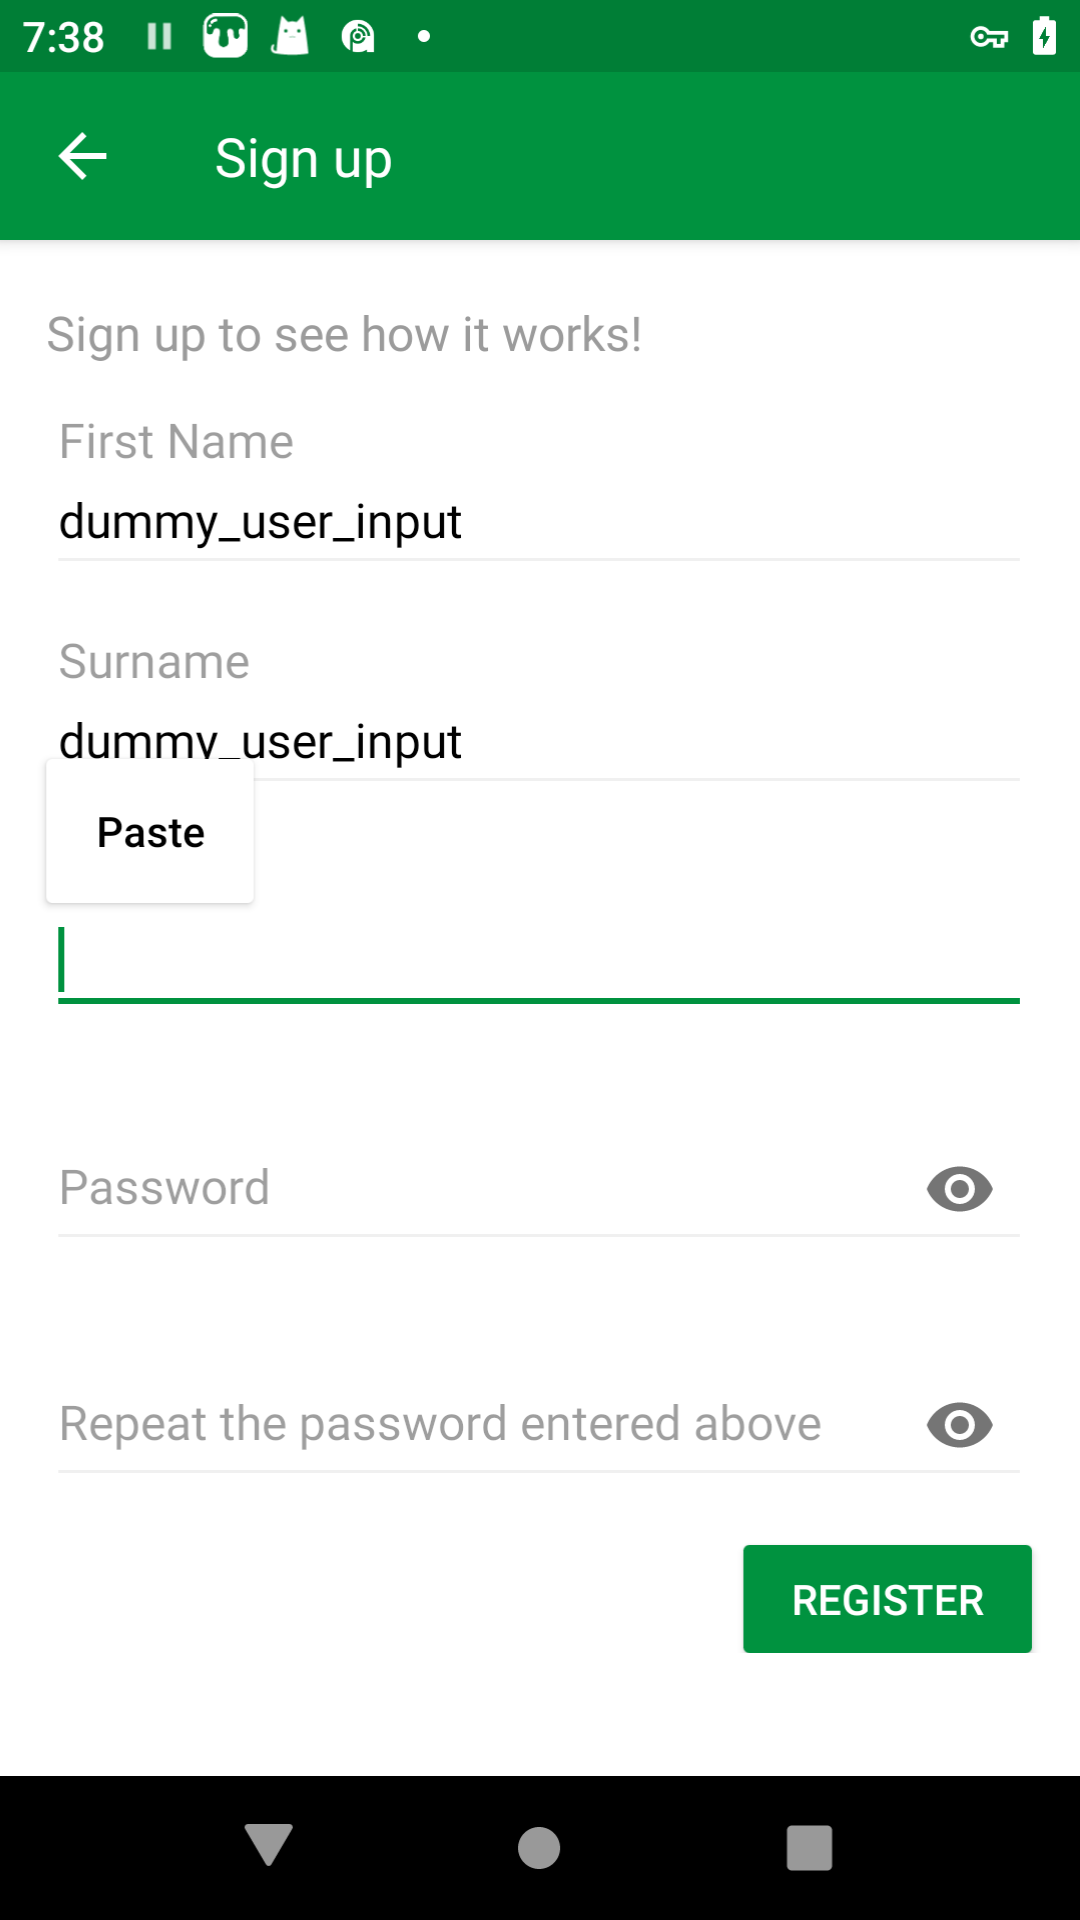 7:38
Sign up
Sign up to see how it works!
First Name
dummy_user_input
Surname
dummy_user_input
Paste
Password
Repeat the password entered above
REGISTER